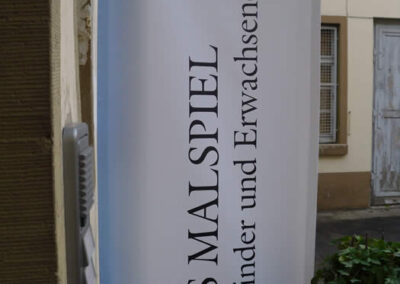 S MALSPIEL
inder und Erwachsen